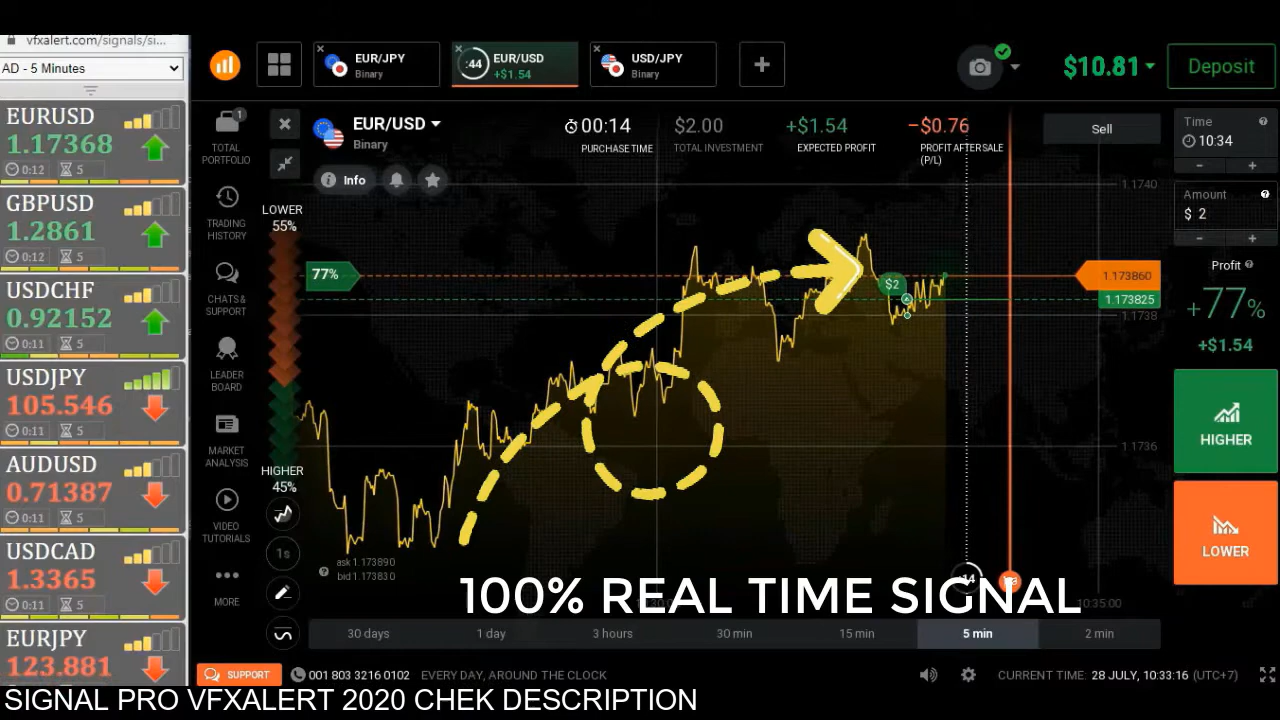 vfxalert.com/signals/si...
AD - 5 Minutes
EURUSD
1.17368
0:12 5
GBPUSD
1.2861
0:12 5
USDCHF
0.92152
0:11 5
USDJPY
105.546
0:11 5
AUDUSD
0.71387
0:11 5
USDCAD
1.3365
0:11 5
EURJPY
123.881
EUR/JPY
Binary
:44
EUR/USD
+$1.54
USD/JPY
Binary
+
$10.81
Deposit
1
TOTAL
PORTFOLIO
TRADING
HISTORY
CHATS &
SUPPORT
LEADER
BOARD
MARKET
ANALYSIS
VIDEO
TUTORIALS
MORE
EUR/USD
Binary
Info
00:14
PURCHASE TIME
$2.00
TOTAL INVESTMENT
+$1.54
EXPECTED PROFIT
−$0.76
PROFIT AFTER SALE
(P/L)
Sell
LOWER
55%
77%
HIGHER
45%
1s
$2
1.1740
1.173860
1.173825
1.1738
1.1736
ask 1.173890
bid 1.173830
10:35:00
100% REAL TIME SIGNAL
30 days
1 day
3 hours
30 min
15 min
5 min
2 min
Time
10:34
- +
Amount
$ 2
- +
Profit
+77%
+$1.54
HIGHER
LOWER
SUPPORT
001 803 3216 0102
EVERY DAY, AROUND THE CLOCK
CURRENT TIME: 28 JULY, 10:33:16 (UTC+7)
SIGNAL PRO VFXALERT 2020 CHEK DESCRIPTION